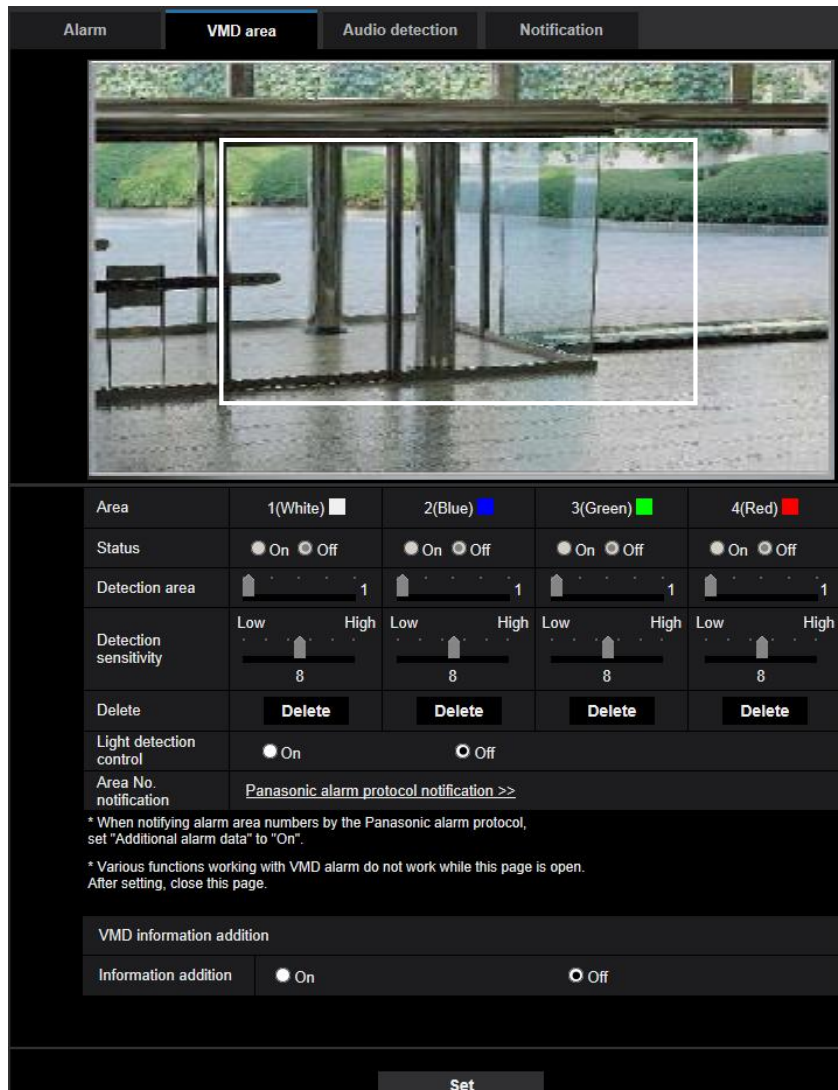 Alarm VMD area Audio detection Notification
Area 1(White) 2(Blue) 3(Green) 4(Red)
Status On Off On Off On Off On Off
Detection area 1 1 1 1
Low High Low High Low High Low High
Detection
sensitivity
8 8 8 8
Delete Delete Delete Delete Delete
Light detection
control On Off
Area No.
notification Panasonic alarm protocol notification >>
* When notifying alarm area numbers by the Panasonic alarm protocol,
set "Additional alarm data" to "On".
* Various functions working with VMD alarm do not work while this page is open.
After setting, close this page.
VMD information addition
Information addition On Off
Set